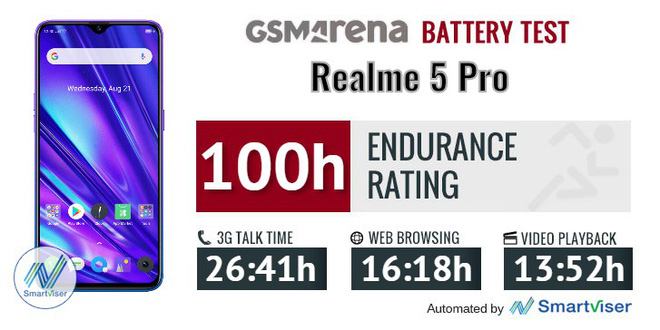 GSMArena BATTERY TEST
Realme 5 Pro
Wednesday, Aug 21
100h
ENDURANCE
RATING
3G TALK TIME
26:41h
WEB BROWSING
16:18h
VIDEO PLAYBACK
13:52h
SmartViser
Automated by SmartViser